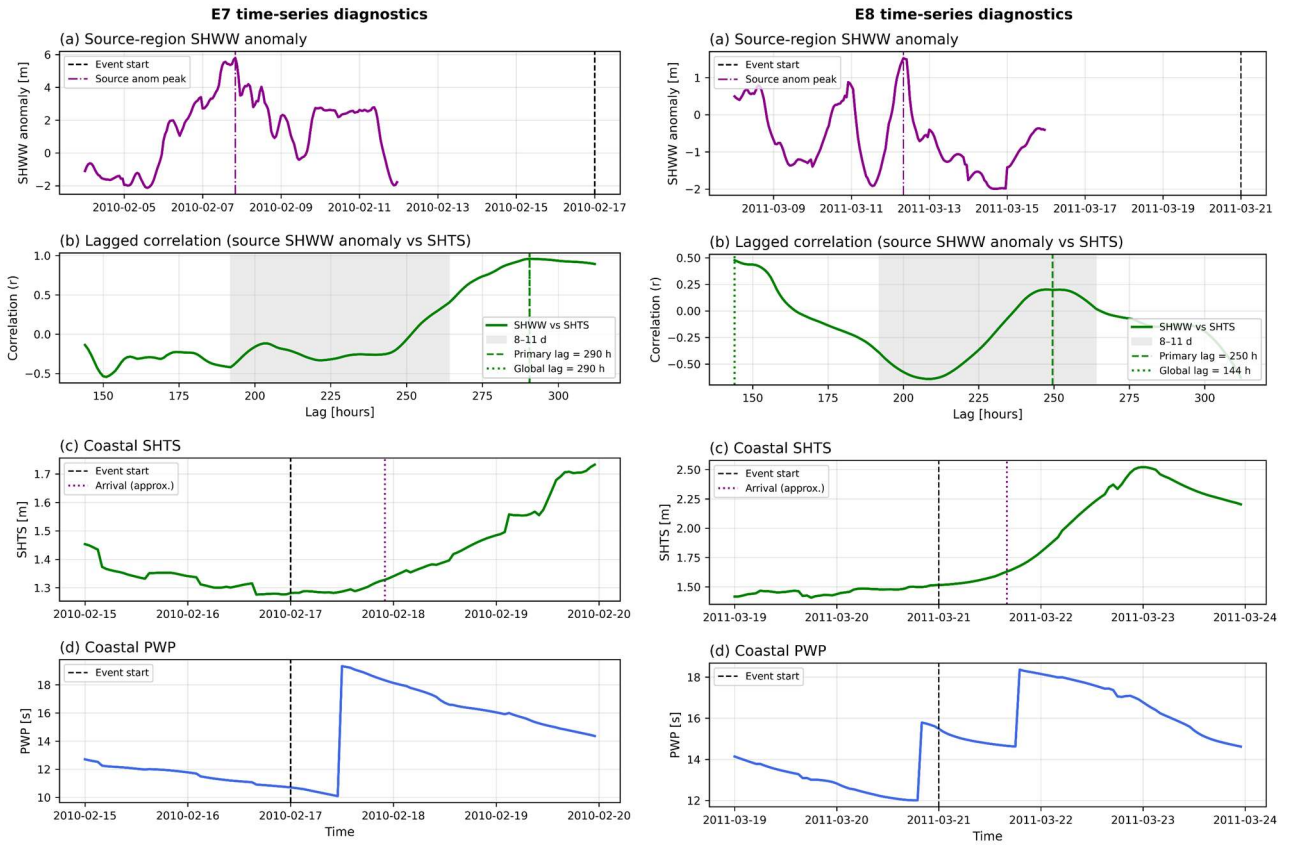 E7 time-series diagnostics
(a) Source-region SHWW anomaly
SHWW anomaly [m]
6
4
2
0
−2
Event start
Source anom peak
2010-02-05 2010-02-07 2010-02-09 2010-02-11 2010-02-13 2010-02-15 2010-02-17
(b) Lagged correlation (source SHWW anomaly vs SHTS)
Correlation (r)
1.0
0.5
0.0
−0.5
SHWW vs SHTS
8–11 d
Primary lag = 290 h
Global lag = 290 h
150 175 200 225 250 275 300
Lag [hours]
(c) Coastal SHTS
SHTS [m]
1.7
1.6
1.5
1.4
1.3
Event start
Arrival (approx.)
2010-02-15 2010-02-16 2010-02-17 2010-02-18 2010-02-19 2010-02-20
(d) Coastal PWP
PWP [s]
18
16
14
12
10
Event start
2010-02-15 2010-02-16 2010-02-17 2010-02-18 2010-02-19 2010-02-20
Time
E8 time-series diagnostics
(a) Source-region SHWW anomaly
SHWW anomaly [m]
1
0
−1
−2
Event start
Source anom peak
2011-03-09 2011-03-11 2011-03-13 2011-03-15 2011-03-17 2011-03-19 2011-03-21
(b) Lagged correlation (source SHWW anomaly vs SHTS)
Correlation (r)
0.50
0.25
0.00
−0.25
−0.50
SHWW vs SHTS
8–11 d
Primary lag = 250 h
Global lag = 144 h
150 175 200 225 250 275 300
Lag [hours]
(c) Coastal SHTS
SHTS [m]
2.50
2.25
2.00
1.75
1.50
Event start
Arrival (approx.)
2011-03-19 2011-03-20 2011-03-21 2011-03-22 2011-03-23 2011-03-24
(d) Coastal PWP
PWP [s]
18
16
14
12
Event start
2011-03-19 2011-03-20 2011-03-21 2011-03-22 2011-03-23 2011-03-24
Time